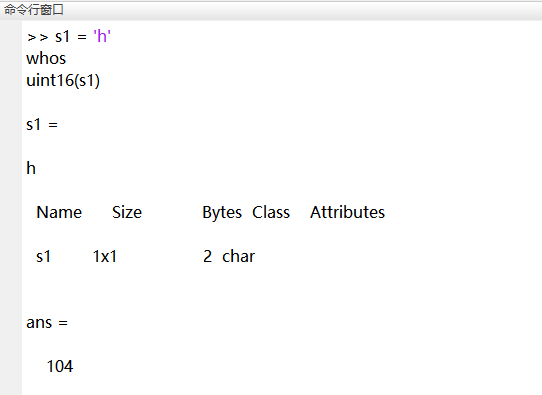 命令行窗口
>> s1 = 'h'
whos
uint16(s1)
s1 =
h
Name Size Bytes Class Attributes
s1 1x1 2 char
ans =
104